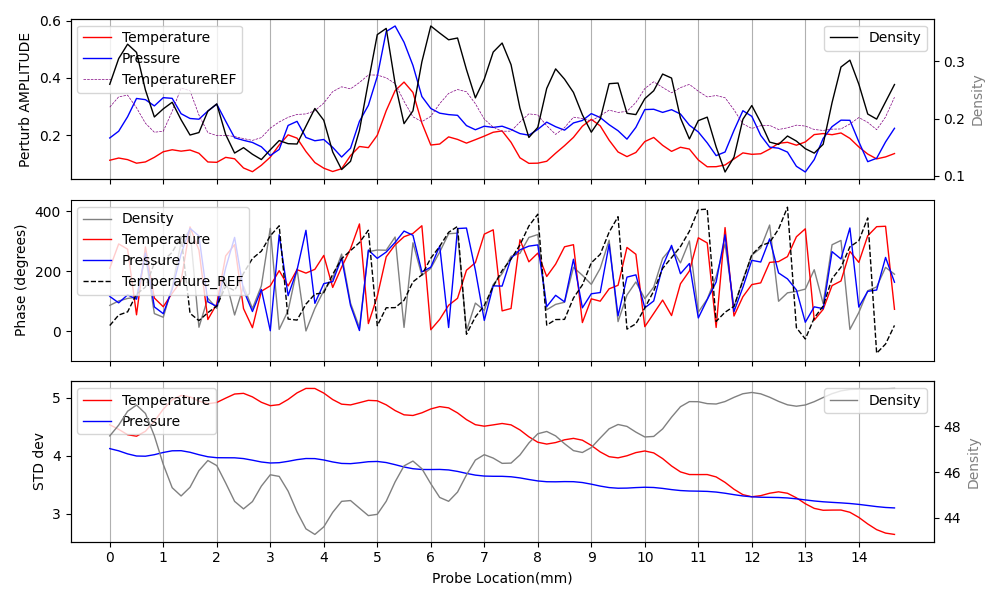 0.6
0.4
0.2
Perturb AMPLITUDE
Temperature
Pressure
TemperatureREF
Density
0.3
0.2
0.1
Density
400
200
0
Phase (degrees)
Density
Temperature
Pressure
Temperature_REF
5
4
3
STD dev
Temperature
Pressure
Density
48
46
44
Density
0 1 2 3 4 5 6 7 8 9 10 11 12 13 14
Probe Location(mm)